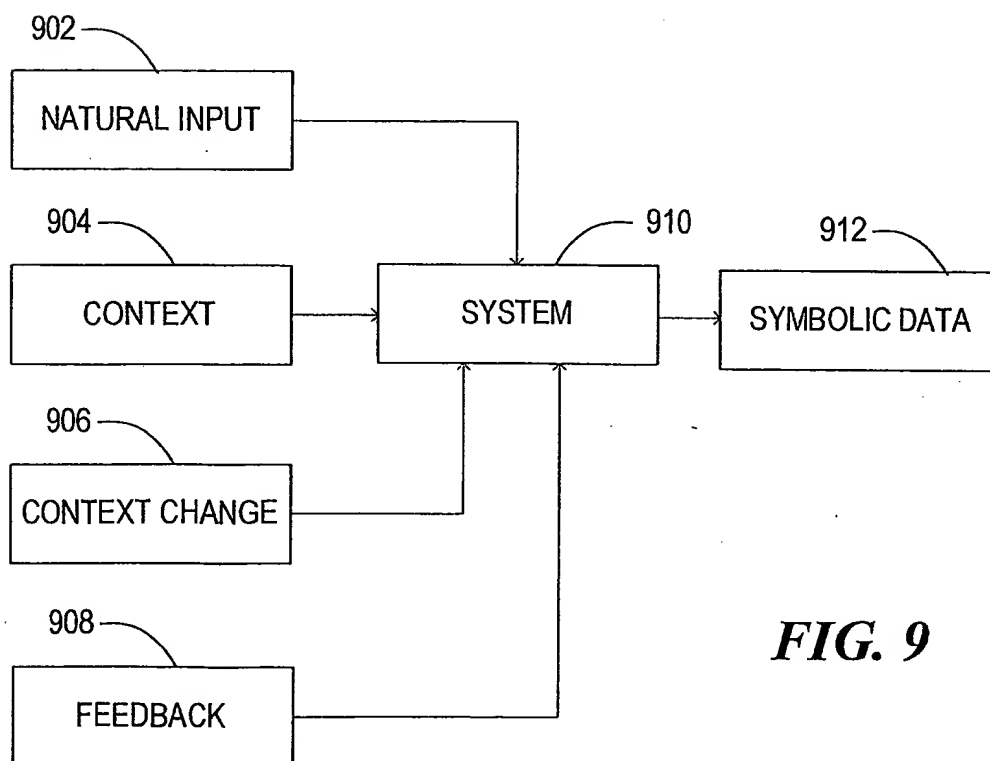 902
NATURAL INPUT
904
CONTEXT
910
SYSTEM
912
SYMBOLIC DATA
906
CONTEXT CHANGE
908
FEEDBACK
FIG. 9